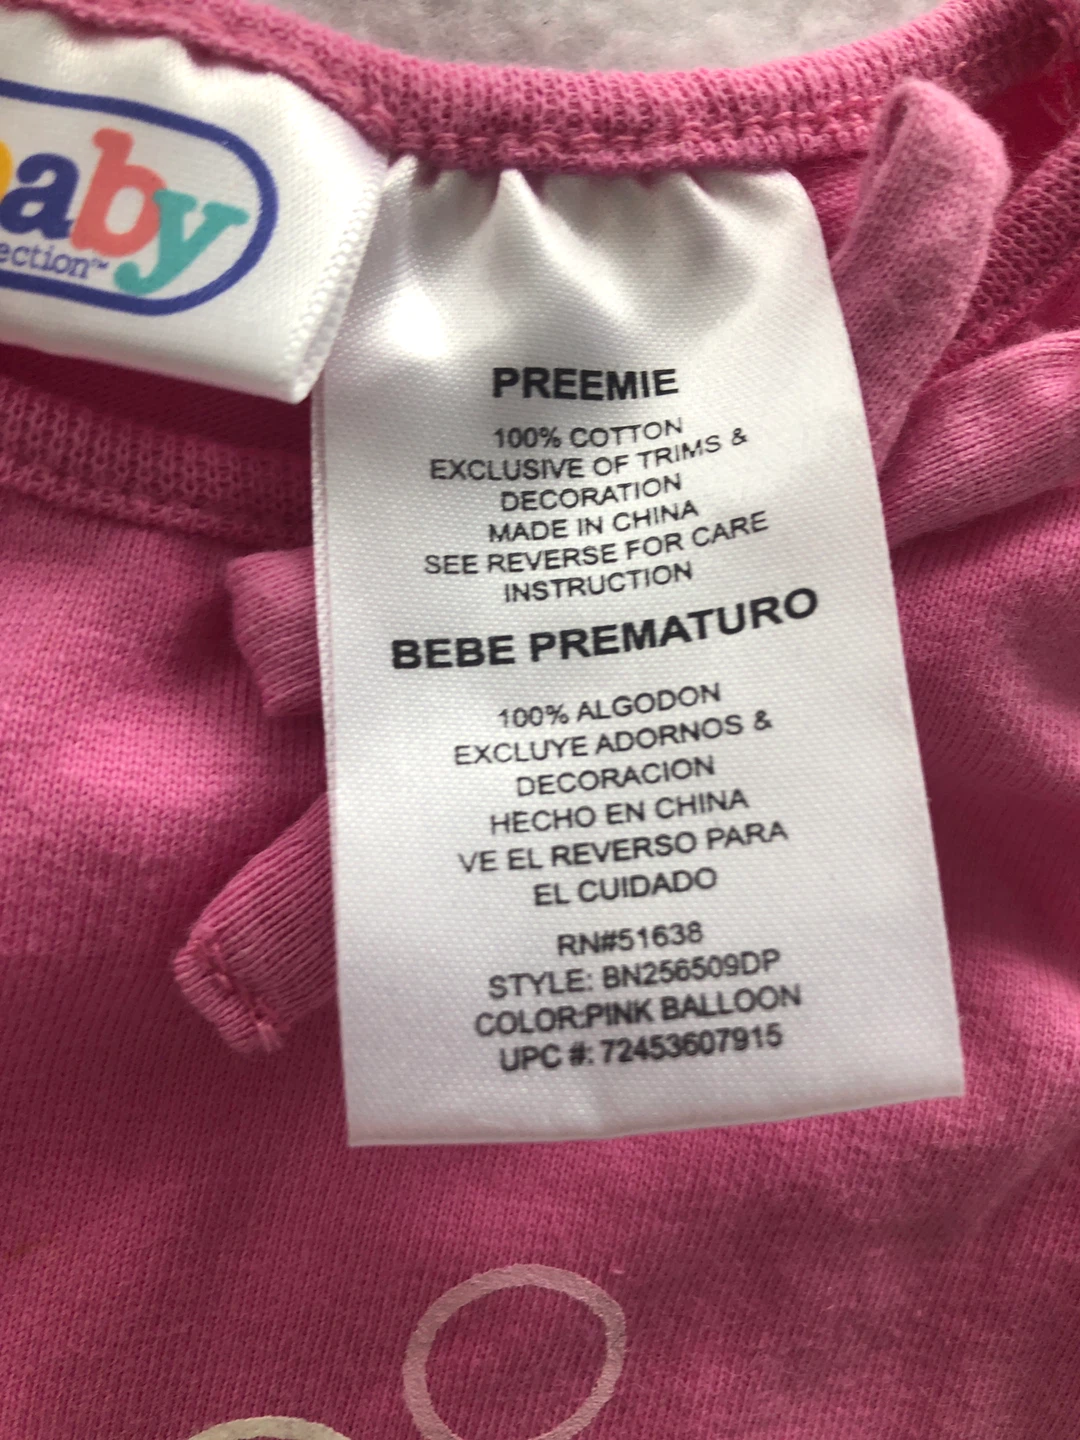 baby
ection™
PREEMIE
100% COTTON
EXCLUSIVE OF TRIMS &
DECORATION
MADE IN CHINA
SEE REVERSE FOR CARE
INSTRUCTION
BEBE PREMATURO
100% ALGODON
EXCLUYE ADORNOS &
DECORACION
HECHO EN CHINA
VE EL REVERSO PARA
EL CUIDADO
RN#51638
STYLE: BN256509DP
COLOR:PINK BALLOON
UPC #: 72453607915